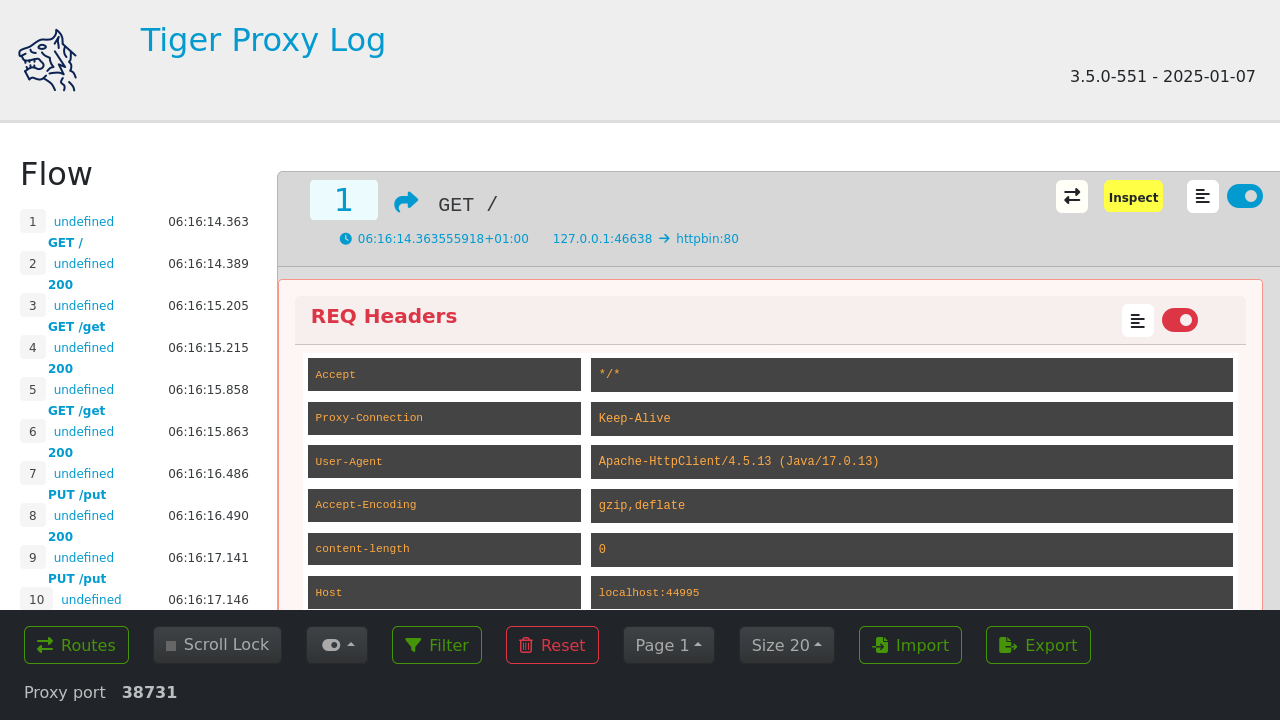 Tiger Proxy Log
3.5.0-551 - 2025-01-07
Flow
1 undefined 06:16:14.363
GET /
2 undefined 06:16:14.389
200
3 undefined 06:16:15.205
GET /get
4 undefined 06:16:15.215
200
5 undefined 06:16:15.858
GET /get
6 undefined 06:16:15.863
200
7 undefined 06:16:16.486
PUT /put
8 undefined 06:16:16.490
200
9 undefined 06:16:17.141
PUT /put
10 undefined 06:16:17.146
1 GET / Inspect
06:16:14.363555918+01:00 127.0.0.1:46638 → httpbin:80
REQ Headers
Accept */*
Proxy-Connection Keep-Alive
User-Agent Apache-HttpClient/4.5.13 (Java/17.0.13)
Accept-Encoding gzip,deflate
content-length 0
Host localhost:44995
Routes Scroll Lock Filter Reset Page 1 Size 20 Import Export
Proxy port 38731